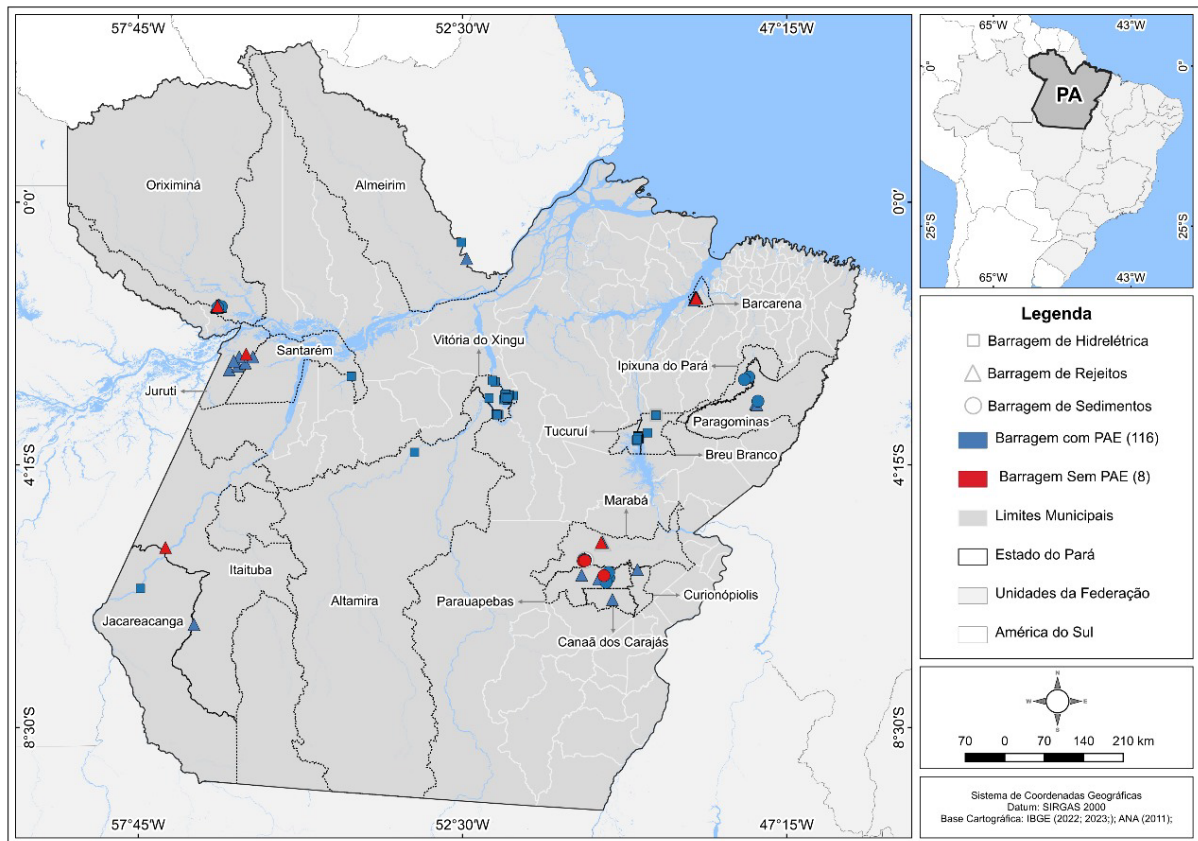 57°45'W
52°30'W
47°15'W
0°0'
4°15'S
8°30'S
Oriximiná
Almeirim
Barcarena
Santarém
Vitória do Xingu
Ipixuna do Pará
Juruti
Paragominas
Tucuruí
Breu Branco
Marabá
Itaituba
Altamira
Jacareacanga
Parauapebas
Curionópiolis
Canaã dos Carajás
0°0'
4°15'S
8°30'S
57°45'W
52°30'W
47°15'W
65°W
43°W
0°
PA
0°
25°S
25°S
65°W
43°W
Legenda
Barragem de Hidrelétrica
Barragem de Rejeitos
Barragem de Sedimentos
Barragem com PAE (116)
Barragem Sem PAE (8)
Limites Municipais
Estado do Pará
Unidades da Federação
América do Sul
N
W
E
S
70 0 70 140 210 km
Sistema de Coordenadas Geográficas
Datum: SIRGAS 2000
Base Cartográfica: IBGE (2022; 2023;); ANA (2011);